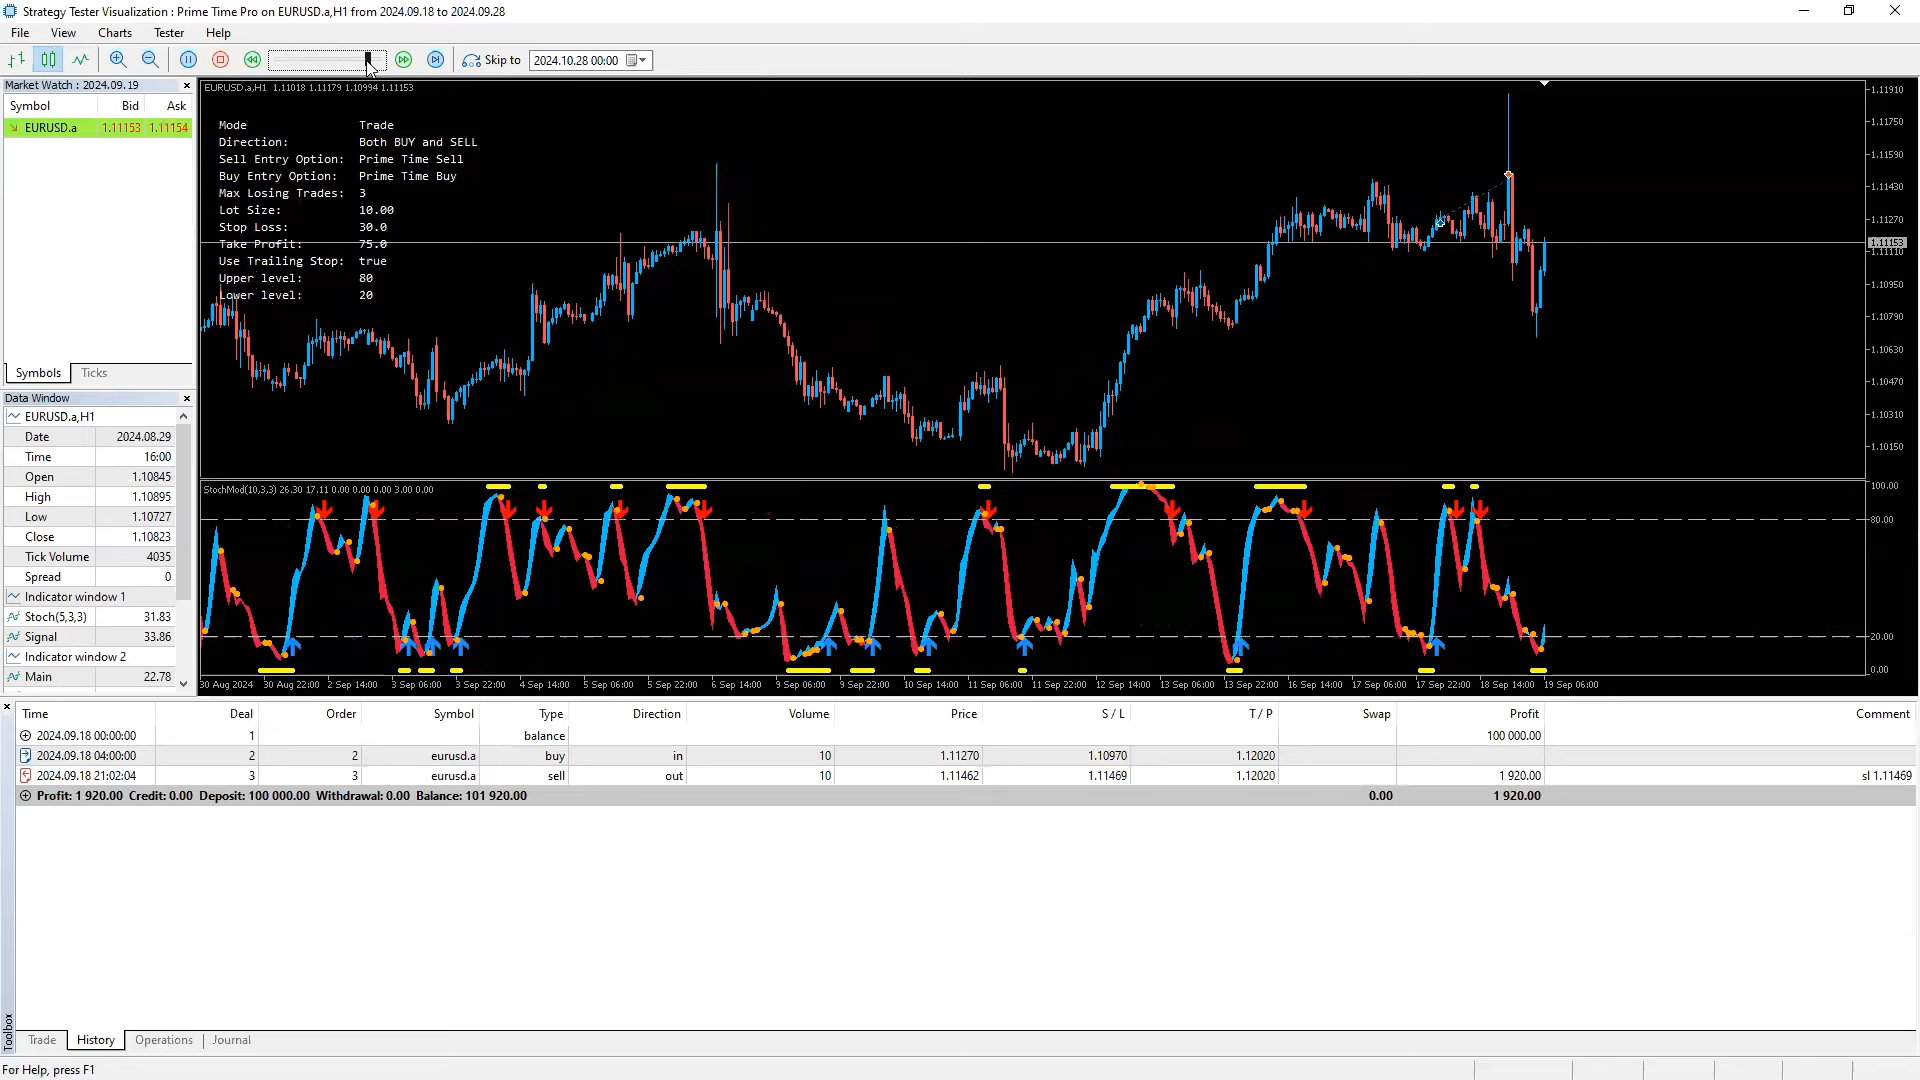 Strategy Tester Visualization : Prime Time Pro on EURUSD.a,H1 from 2024.09.18 to 2024.09.28
File View Charts Tester Help
Skip to 2024.10.28 00:00
Market Watch : 2024.09.19
Symbol Bid Ask
EURUSD.a 1.11153 1.11154
Symbols Ticks
Data Window
EURUSD.a,H1
Date 2024.08.29
Time 16:00
Open 1.10845
High 1.10895
Low 1.10727
Close 1.10823
Tick Volume 4035
Spread 0
Indicator window 1
Stoch(5,3,3) 31.83
Signal 33.86
Indicator window 2
Main 22.78
EURUSD.a,H1 1.11018 1.11179 1.10994 1.11153
Mode Trade
Direction: Both BUY and SELL
Sell Entry Option: Prime Time Sell
Buy Entry Option: Prime Time Buy
Max Losing Trades: 3
Lot Size: 10.00
Stop Loss: 30.0
Take Profit: 75.0
Use Trailing Stop: true
Upper level: 80
Lower level: 20
1.11910
1.11750
1.11590
1.11430
1.11270
1.11153
1.11110
1.10950
1.10790
1.10630
1.10470
1.10310
1.10150
StochMod(10,3,3) 26.30 17.11 0.00 0.00 0.00 3.00 0.00
100.00
80.00
20.00
0.00
30 Aug 2024 30 Aug 22:00 2 Sep 14:00 3 Sep 06:00 3 Sep 22:00 4 Sep 14:00 5 Sep 06:00 5 Sep 22:00 6 Sep 14:00 9 Sep 06:00 9 Sep 22:00 10 Sep 14:00 11 Sep 06:00 11 Sep 22:00 12 Sep 14:00 13 Sep 06:00 13 Sep 22:00 16 Sep 14:00 17 Sep 06:00 17 Sep 22:00 18 Sep 14:00 19 Sep 06:00
Time Deal Order Symbol Type Direction Volume Price S / L T / P Swap Profit Comment
2024.09.18 00:00:00 1 balance 100 000.00
2024.09.18 04:00:00 2 2 eurusd.a buy in 10 1.11270 1.10970 1.12020
2024.09.18 21:02:04 3 3 eurusd.a sell out 10 1.11462 1.11469 1.12020 1 920.00 sl 1.11469
Profit: 1 920.00 Credit: 0.00 Deposit: 100 000.00 Withdrawal: 0.00 Balance: 101 920.00 0.00 1 920.00
Toolbox
Trade History Operations Journal
For Help, press F1